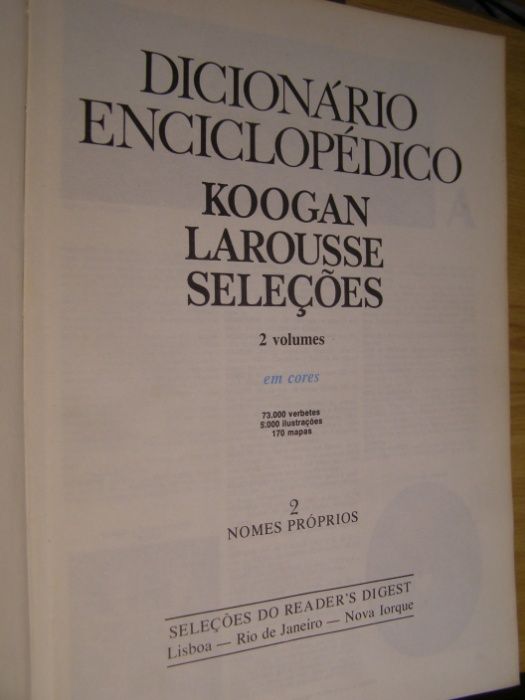 DICIONÁRIO
ENCICLOPÉDICO
KOOGAN
LAROUSSE
SELEÇÕES
2 volumes
em cores
73.000 verbetes
5.000 ilustrações
170 mapas
2
NOMES PRÓPRIOS
SELEÇÕES DO READER'S DIGEST
Lisboa — Rio de Janeiro — Nova Iorque